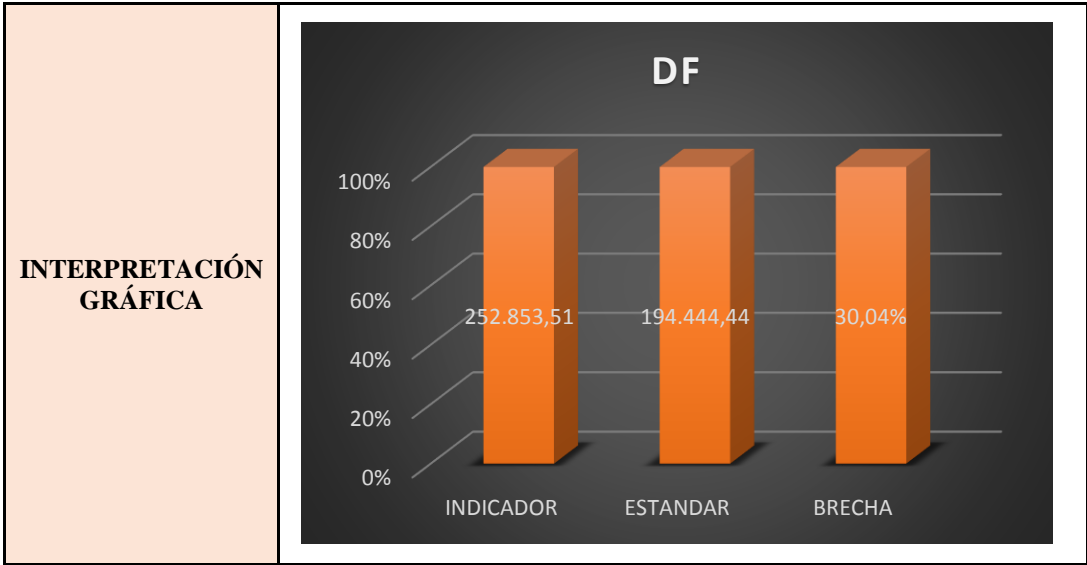 INTERPRETACIÓN
GRÁFICA
DF
100%
80%
60%
40%
20%
0%
252.853,51
194.444,44
30,04%
INDICADOR
ESTANDAR
BRECHA